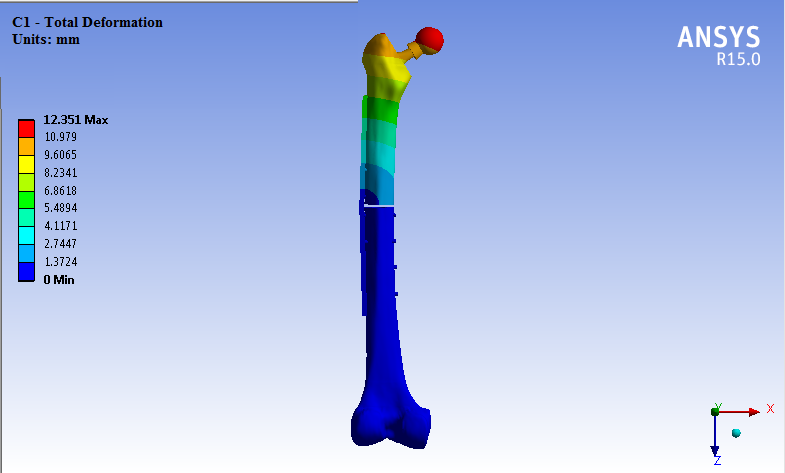 C1 - Total Deformation
Units: mm
ANSYS
R15.0
12.351 Max
10.979
9.6065
8.2341
6.8618
5.4894
4.1171
2.7447
1.3724
0 Min
Y
X
Z